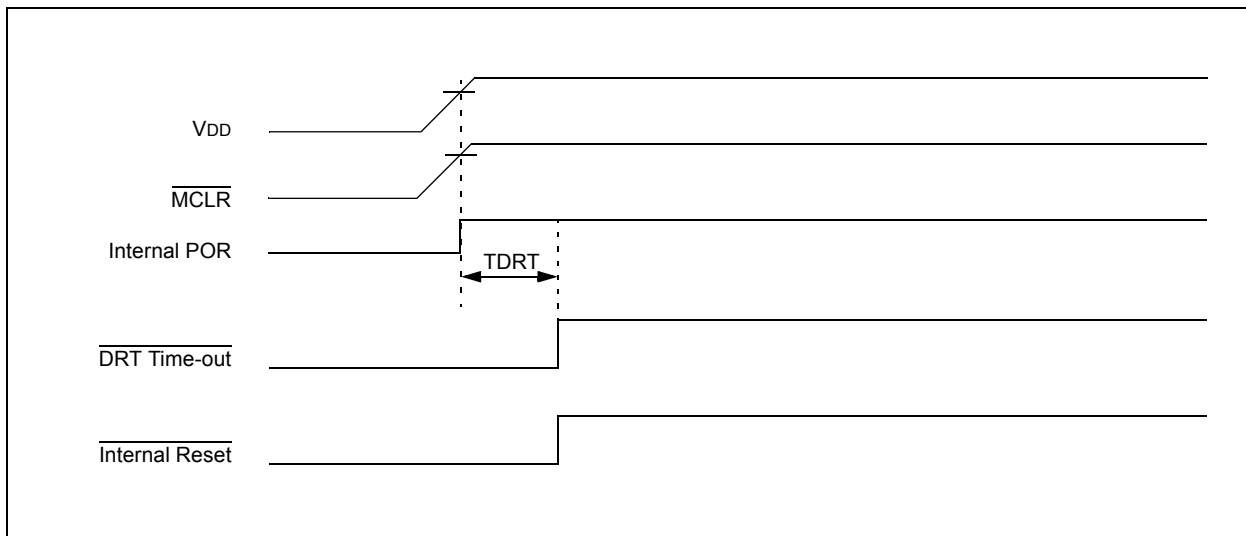 VDD
MCLR
Internal POR
TDRT
DRT Time-out
Internal Reset